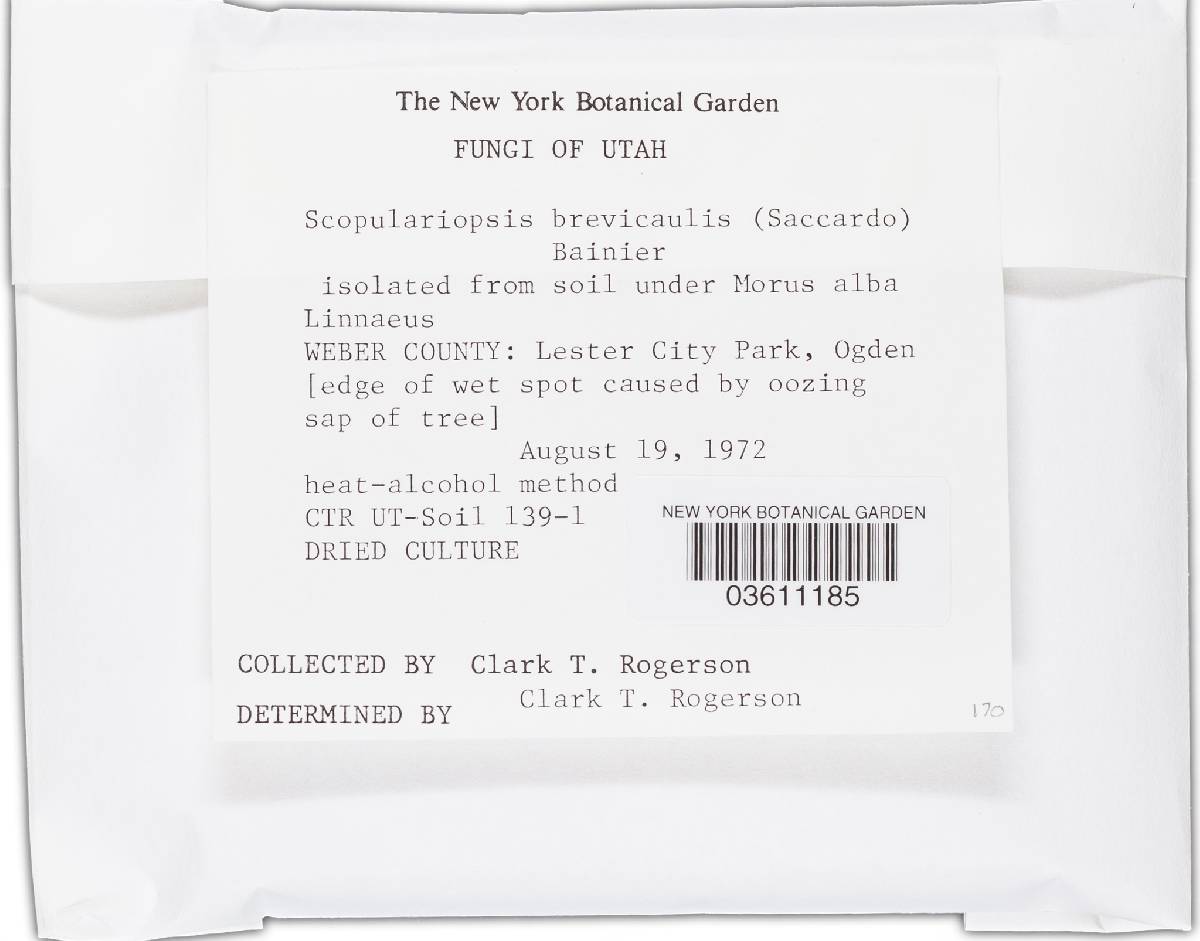 The New York Botanical Garden
FUNGI OF UTAH
Scopulariopsis brevicaulis (Saccardo)
Bainier
isolated from soil under Morus alba
Linnaeus
WEBER COUNTY: Lester City Park, Ogden
[edge of wet spot caused by oozing
sap of tree]
August 19, 1972
heat-alcohol method
CTR UT-Soil 139-1
DRIED CULTURE
NEW YORK BOTANICAL GARDEN
03611185
COLLECTED BY Clark T. Rogerson
Clark T. Rogerson
DETERMINED BY
170